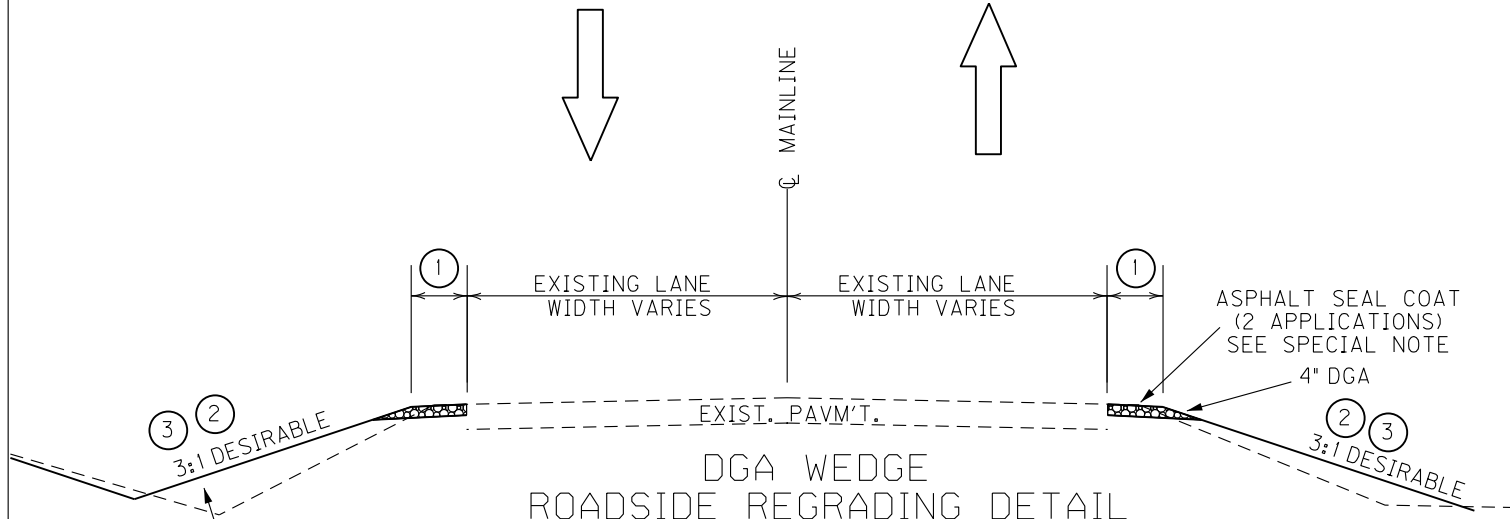 ℄ MAINLINE
1
EXISTING LANE
WIDTH VARIES
EXISTING LANE
WIDTH VARIES
1
ASPHALT SEAL COAT
(2 APPLICATIONS)
SEE SPECIAL NOTE
4" DGA
3 2
3:1 DESIRABLE
EXIST. PAVM'T.
2 3
3:1 DESIRABLE
DGA WEDGE
ROADSIDE REGRADING DETAIL